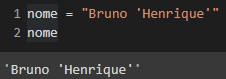 1 nome = "Bruno 'Henrique'"
2 nome
'Bruno 'Henrique''